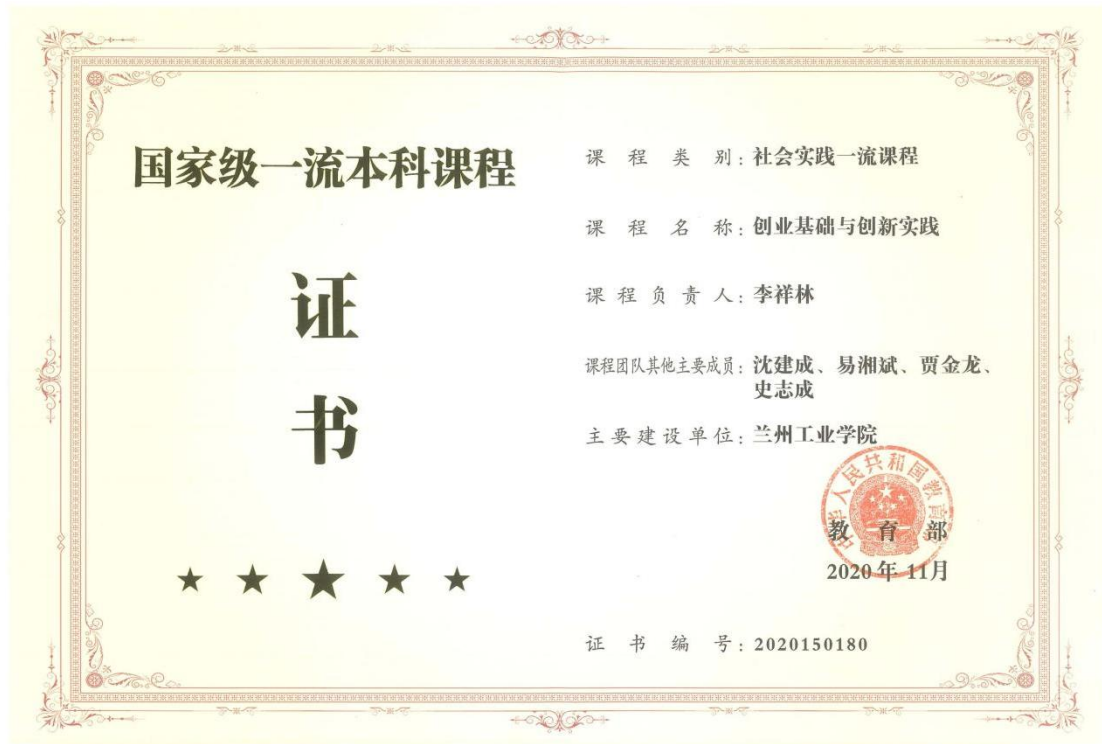 国家级一流本科课程
证
书
课程类别：社会实践一流课程
课程名称：创业基础与创新实践
课程负责人：李祥林
课程团队其他主要成员：沈建成、易湘斌、贾金龙、
史志成
主要建设单位：兰州工业学院
中华人民共和国教育部
教育部
2020年11月
证书编号：2020150180